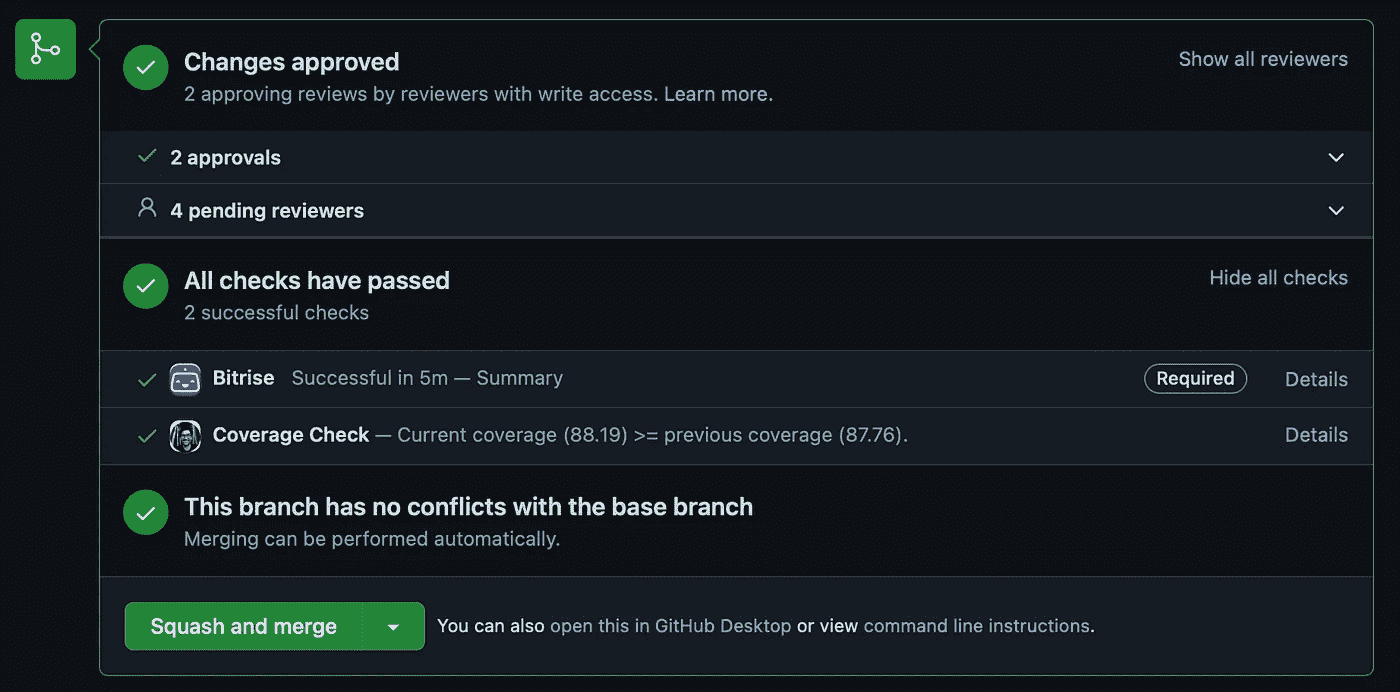 Changes approved
Show all reviewers
2 approving reviews by reviewers with write access. Learn more.
2 approvals
4 pending reviewers
All checks have passed
Hide all checks
2 successful checks
Bitrise Successful in 5m — Summary Required Details
Coverage Check — Current coverage (88.19) >= previous coverage (87.76). Details
This branch has no conflicts with the base branch
Merging can be performed automatically.
Squash and merge You can also open this in GitHub Desktop or view command line instructions.